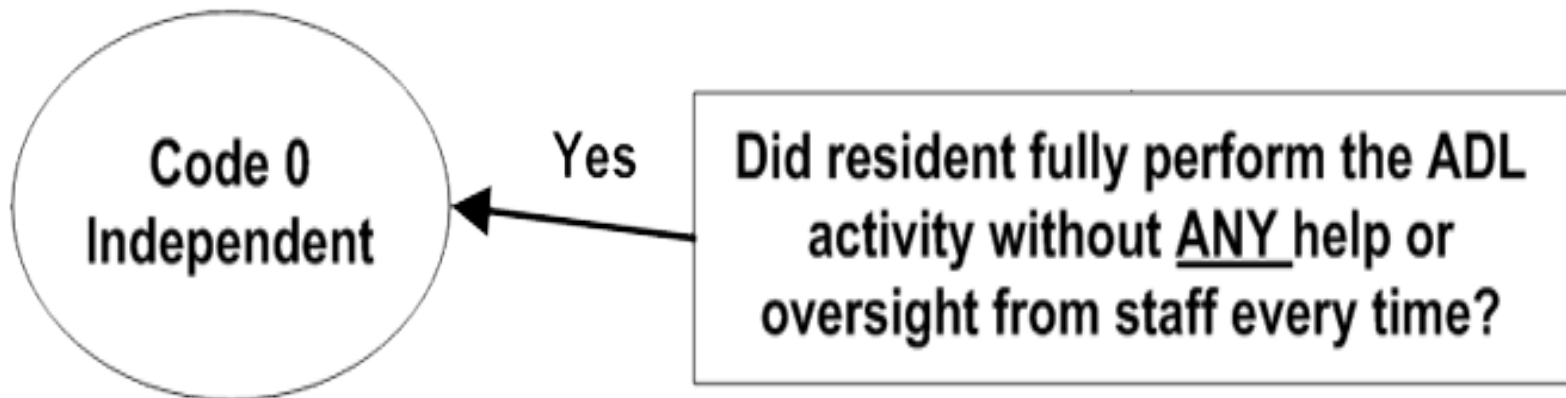 Code 0
Independent
Yes
Did resident fully perform the ADL
activity without ANY help or
oversight from staff every time?